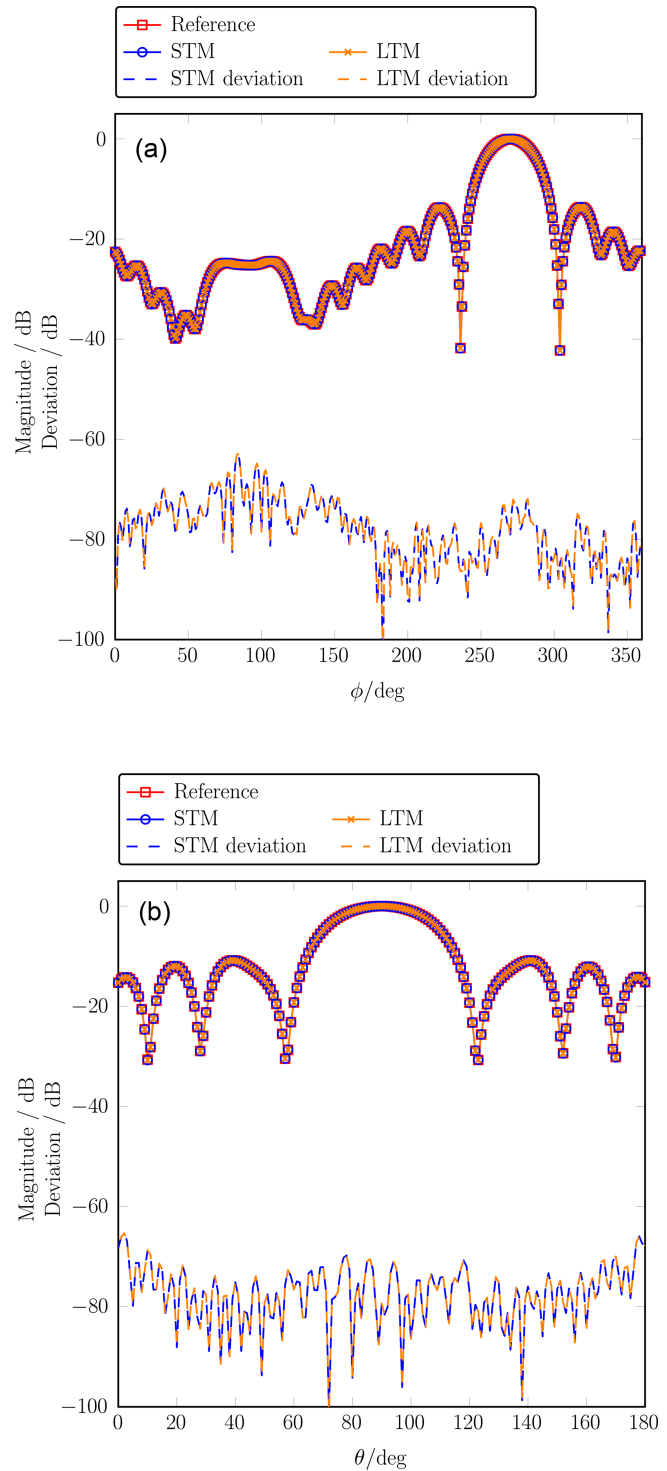 Reference
STM LTM
STM deviation LTM deviation
(a)
0
−20
−40
−60
−80
−100
Magnitude / dB
Deviation / dB
0 50 100 150 200 250 300 350
ϕ/deg
Reference
STM LTM
STM deviation LTM deviation
(b)
0
−20
−40
−60
−80
−100
Magnitude / dB
Deviation / dB
0 20 40 60 80 100 120 140 160 180
θ/deg